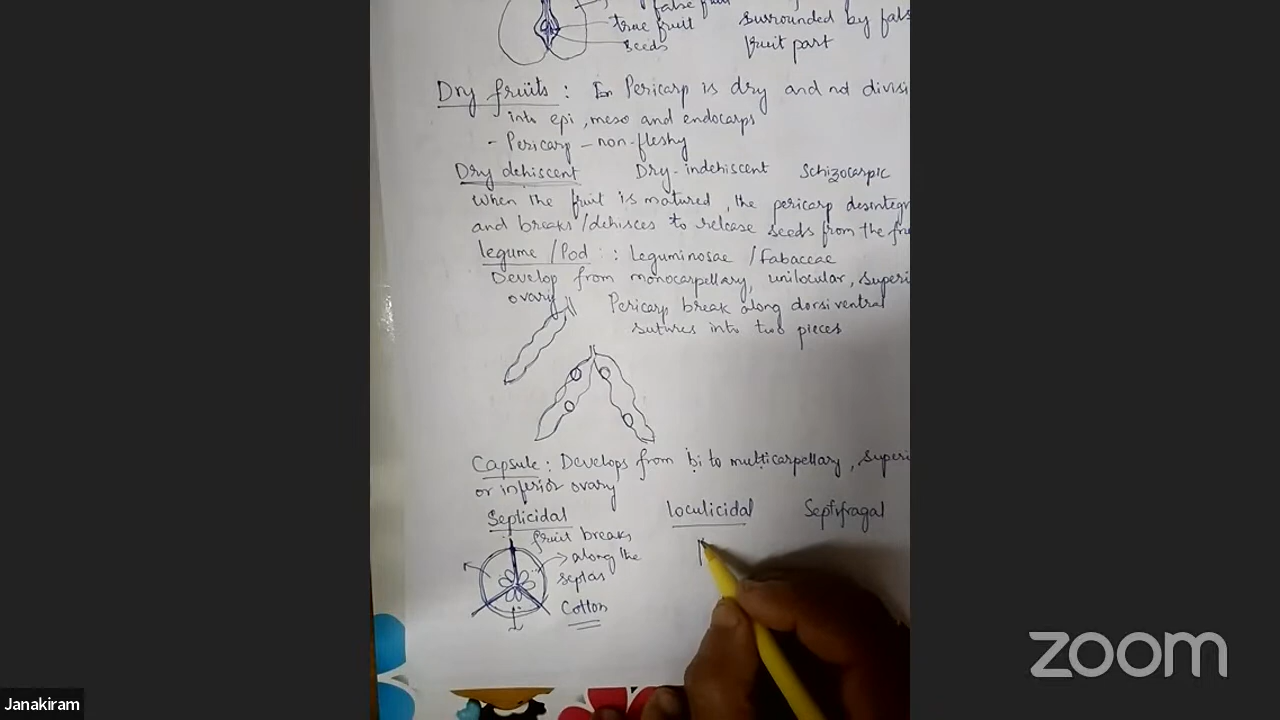 false fruit
true fruit
seeds
surrounded by fals
fruit part
Dry fruits : Pericarp is dry and not divisi
into epi, meso and endocarps
- Pericarp - non-fleshy
Dry dehiscent Dry-indehiscent Schizocarpic
When the fruit is matured, the pericarp desintegr
and breaks/dehisces to release seeds from the fru
legume/Pod : : Leguminosae / Fabaceae
Develop from monocarpellary, unilocular, superi
ovary
Pericarp break along dorsiventral
sutures into two pieces
Capsule : Develops from bi to multicarpellary, superi
or inferior ovary
Septicidal loculicidal Septifragal
fruit breaks
along the
septas
Cotton
zoom
Janakiram